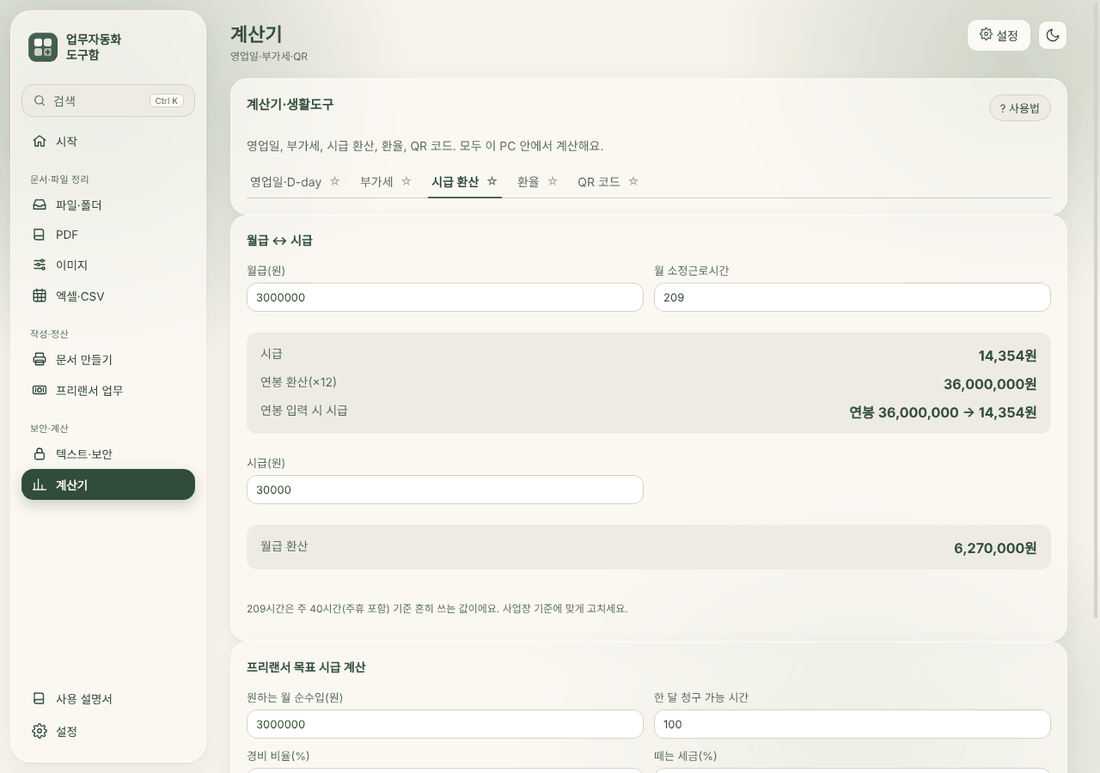 업무자동화
도구함
검색
Ctrl K
시작
문서·파일 정리
파일·폴더
PDF
이미지
엑셀·CSV
작성·정산
문서 만들기
프리랜서 업무
보안·계산
텍스트·보안
계산기
사용 설명서
설정
계산기
영업일·부가세·QR
설정
계산기·생활도구
? 사용법
영업일, 부가세, 시급 환산, 환율, QR 코드. 모두 이 PC 안에서 계산해요.
영업일·D-day ☆ 부가세 ☆ 시급 환산 ☆ 환율 ☆ QR 코드 ☆
월급 ↔ 시급
월급(원) 월 소정근로시간
3000000 209
시급 14,354원
연봉 환산(×12) 36,000,000원
연봉 입력 시 시급 연봉 36,000,000 → 14,354원
시급(원)
30000
월급 환산 6,270,000원
209시간은 주 40시간(주휴 포함) 기준 흔히 쓰는 값이에요. 사업장 기준에 맞게 고치세요.
프리랜서 목표 시급 계산
원하는 월 순수입(원) 한 달 청구 가능 시간
3000000 100
경비 비율(%) 떼는 세금(%)